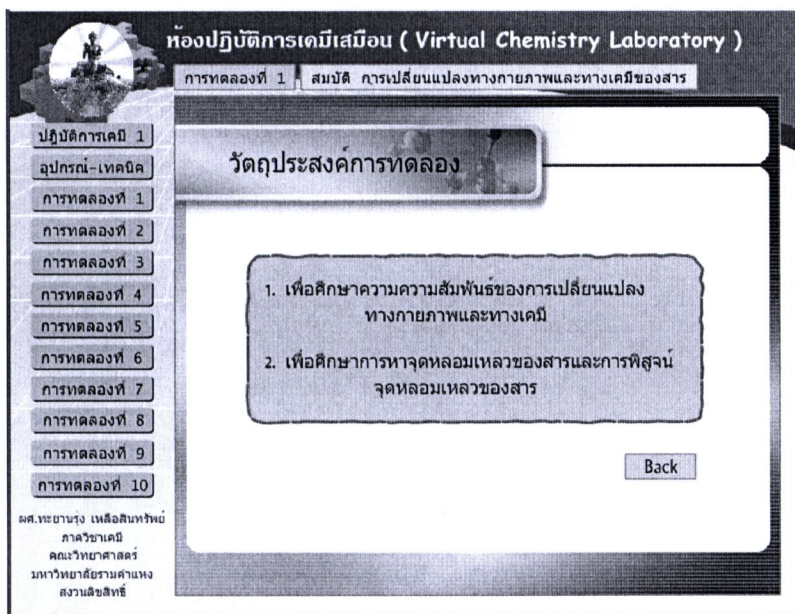 ห้องปฏิบัติการเคมีเสมือน ( Virtual Chemistry Laboratory )
การทดลองที่ 1 สมบัติ การเปลี่ยนแปลงทางกายภาพและทางเคมีของสาร
ปฏิบัติการเคมี 1
อุปกรณ์-เทคนิค
การทดลองที่ 1
การทดลองที่ 2
การทดลองที่ 3
การทดลองที่ 4
การทดลองที่ 5
การทดลองที่ 6
การทดลองที่ 7
การทดลองที่ 8
การทดลองที่ 9
การทดลองที่ 10
ผศ.ทะยานรุ่ง เหลือสินทรัพย์
ภาควิชาเคมี
คณะวิทยาศาสตร์
มหาวิทยาลัยรามคำแหง
สงวนลิขสิทธิ์
วัตถุประสงค์การทดลอง
1. เพื่อศึกษาความความสัมพันธ์ของการเปลี่ยนแปลง
ทางกายภาพและทางเคมี
2. เพื่อศึกษาการหาจุดหลอมเหลวของสารและการพิสูจน์
จุดหลอมเหลวของสาร
Back